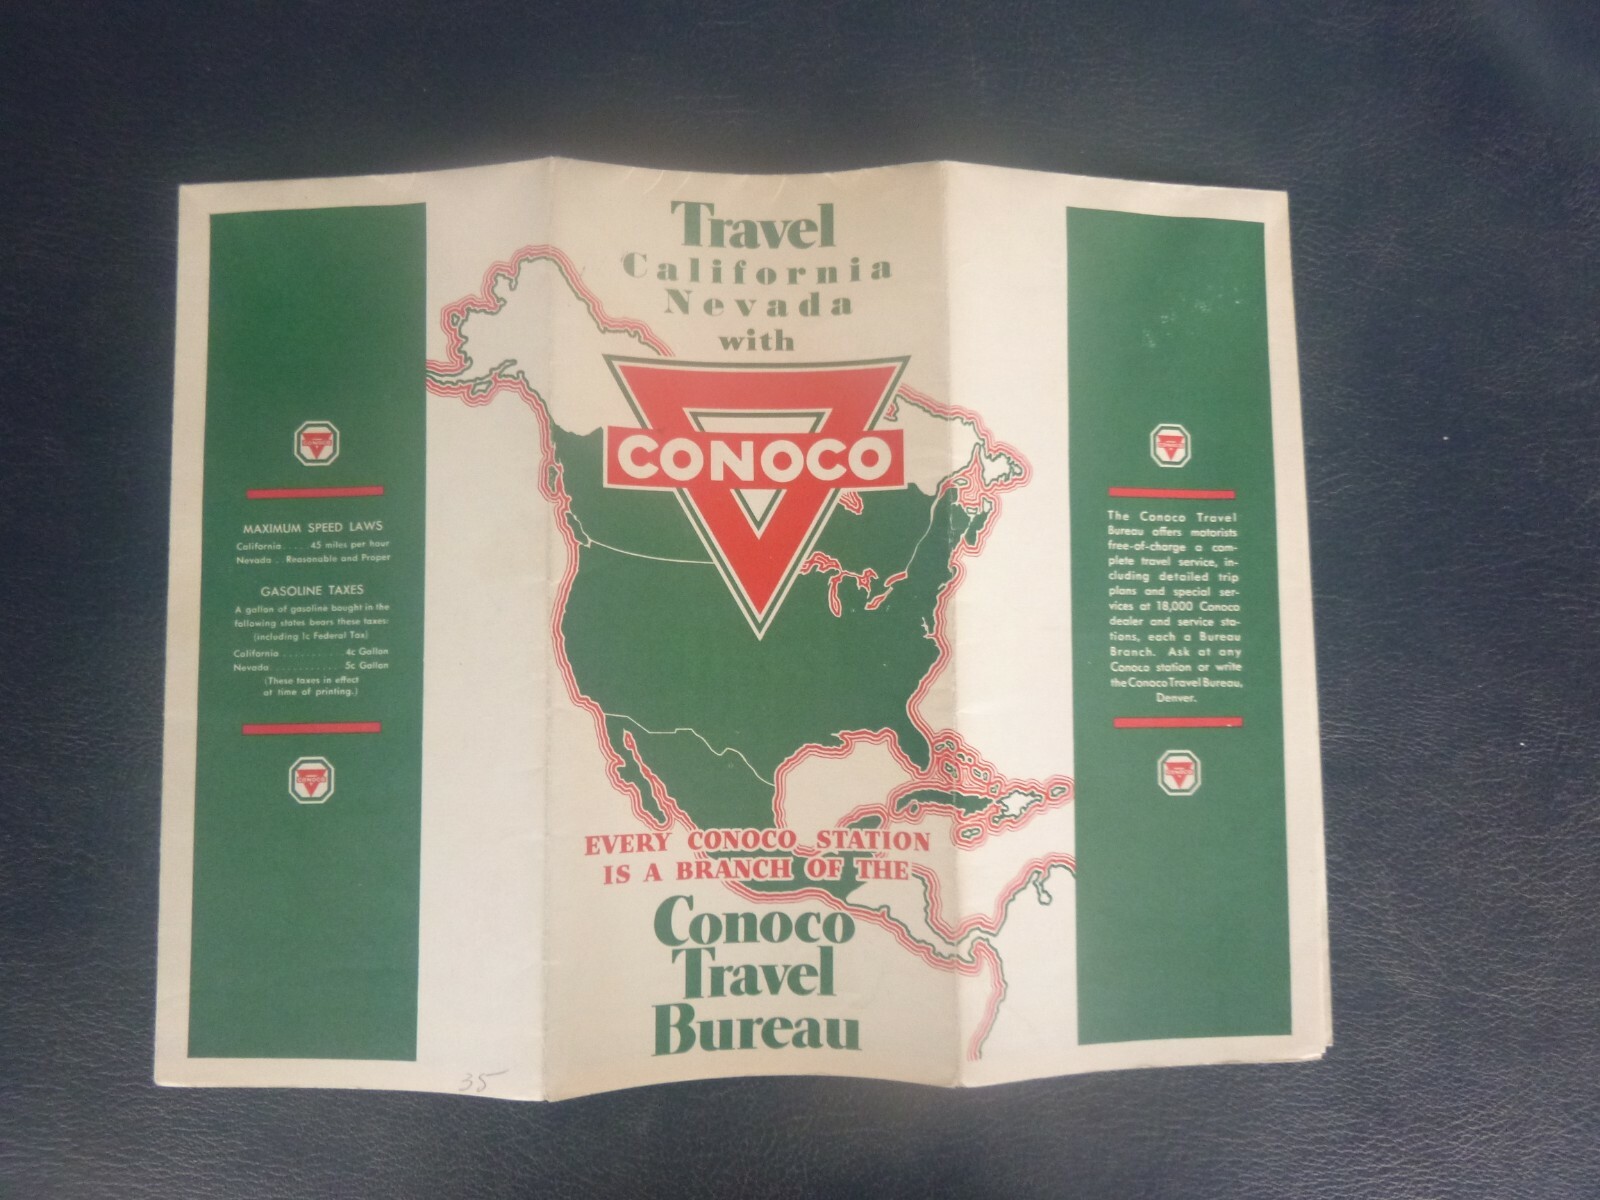 MAXIMUM SPEED LAWS
California.....45 miles per hour
Nevada . Reasonable and Proper
GASOLINE TAXES
A gallon of gasoline bought in the
following states bears these taxes:
(including 1c Federal Tax)
California .......... 4c Gallon
Nevada ........... 5c Gallon
(These taxes in effect
at time of printing.)
CONOCO
CONOCO
35
Travel
California
Nevada
with
CONOCO
EVERY CONOCO STATION
IS A BRANCH OF THE
Conoco
Travel
Bureau
CONOCO
The Conoco Travel
Bureau offers motorists
free-of-charge a com-
plete travel service, in-
cluding detailed trip
plans and special ser-
vices at 18,000 Conoco
dealer and service sta-
tions, each a Bureau
Branch. Ask at any
Conoco station or write
the Conoco Travel Bureau,
Denver.
CONOCO